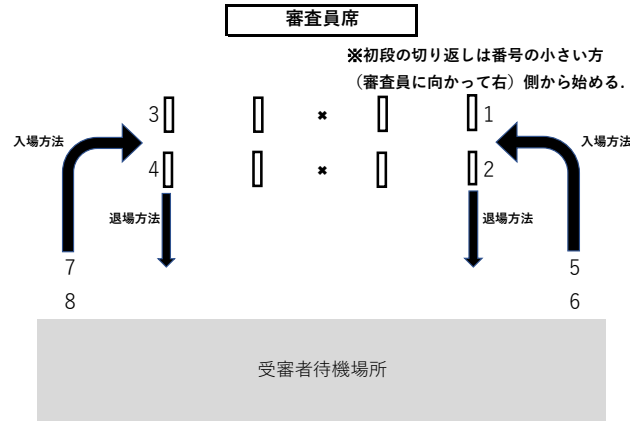 審査員席
※初段の切り返しは番号の小さい方
（審査員に向かって右）側から始める．
3
1
入場方法
入場方法
4
2
退場方法
退場方法
7
5
8
6
受審者待機場所